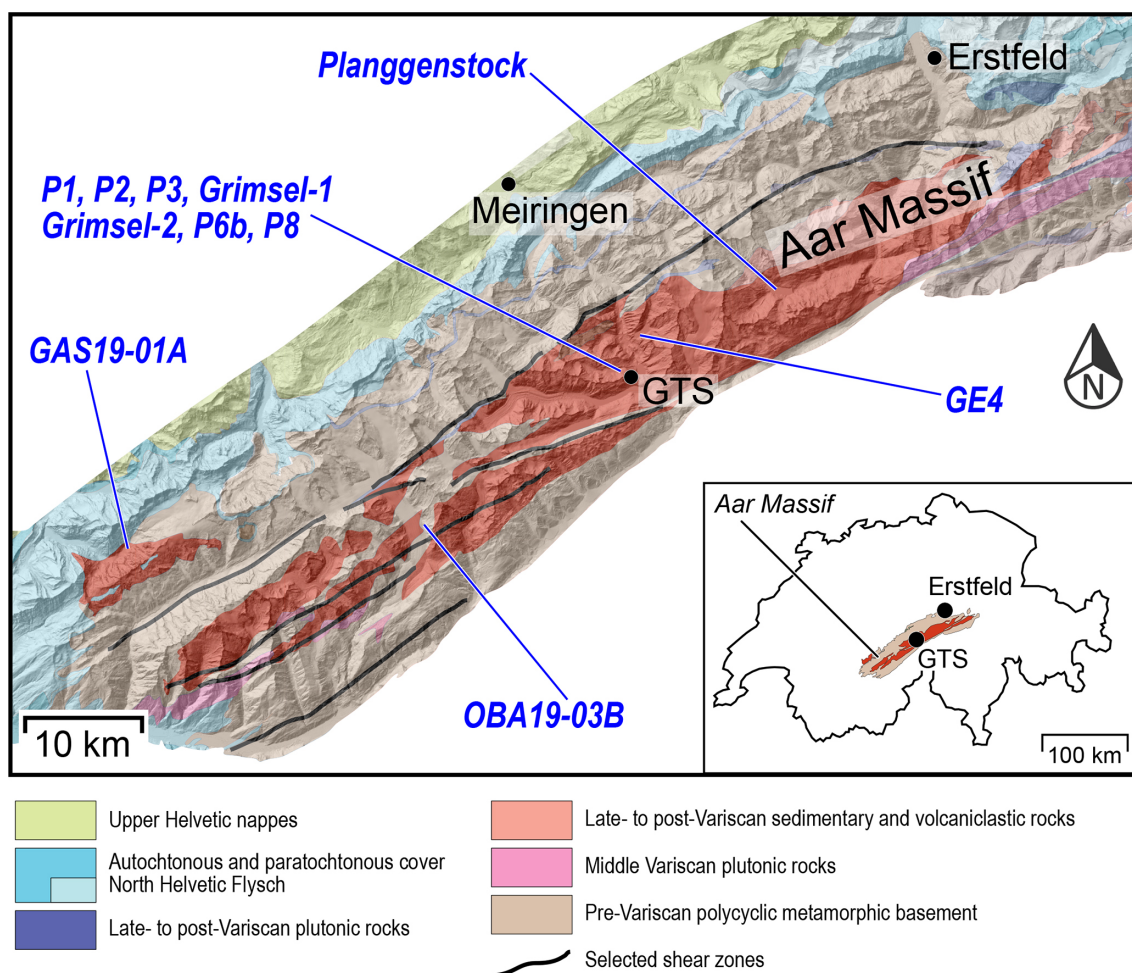 Planggenstock
Erstfeld
P1, P2, P3, Grimsel-1
Grimsel-2, P6b, P8
Meiringen
Aar Massif
GAS19-01A
GTS
GE4
N
OBA19-03B
10 km
Aar Massif
Erstfeld
GTS
100 km
Upper Helvetic nappes
Autochtonous and paratochtonous cover
North Helvetic Flysch
Late- to post-Variscan plutonic rocks
Late- to post-Variscan sedimentary and volcaniclastic rocks
Middle Variscan plutonic rocks
Pre-Variscan polycyclic metamorphic basement
Selected shear zones